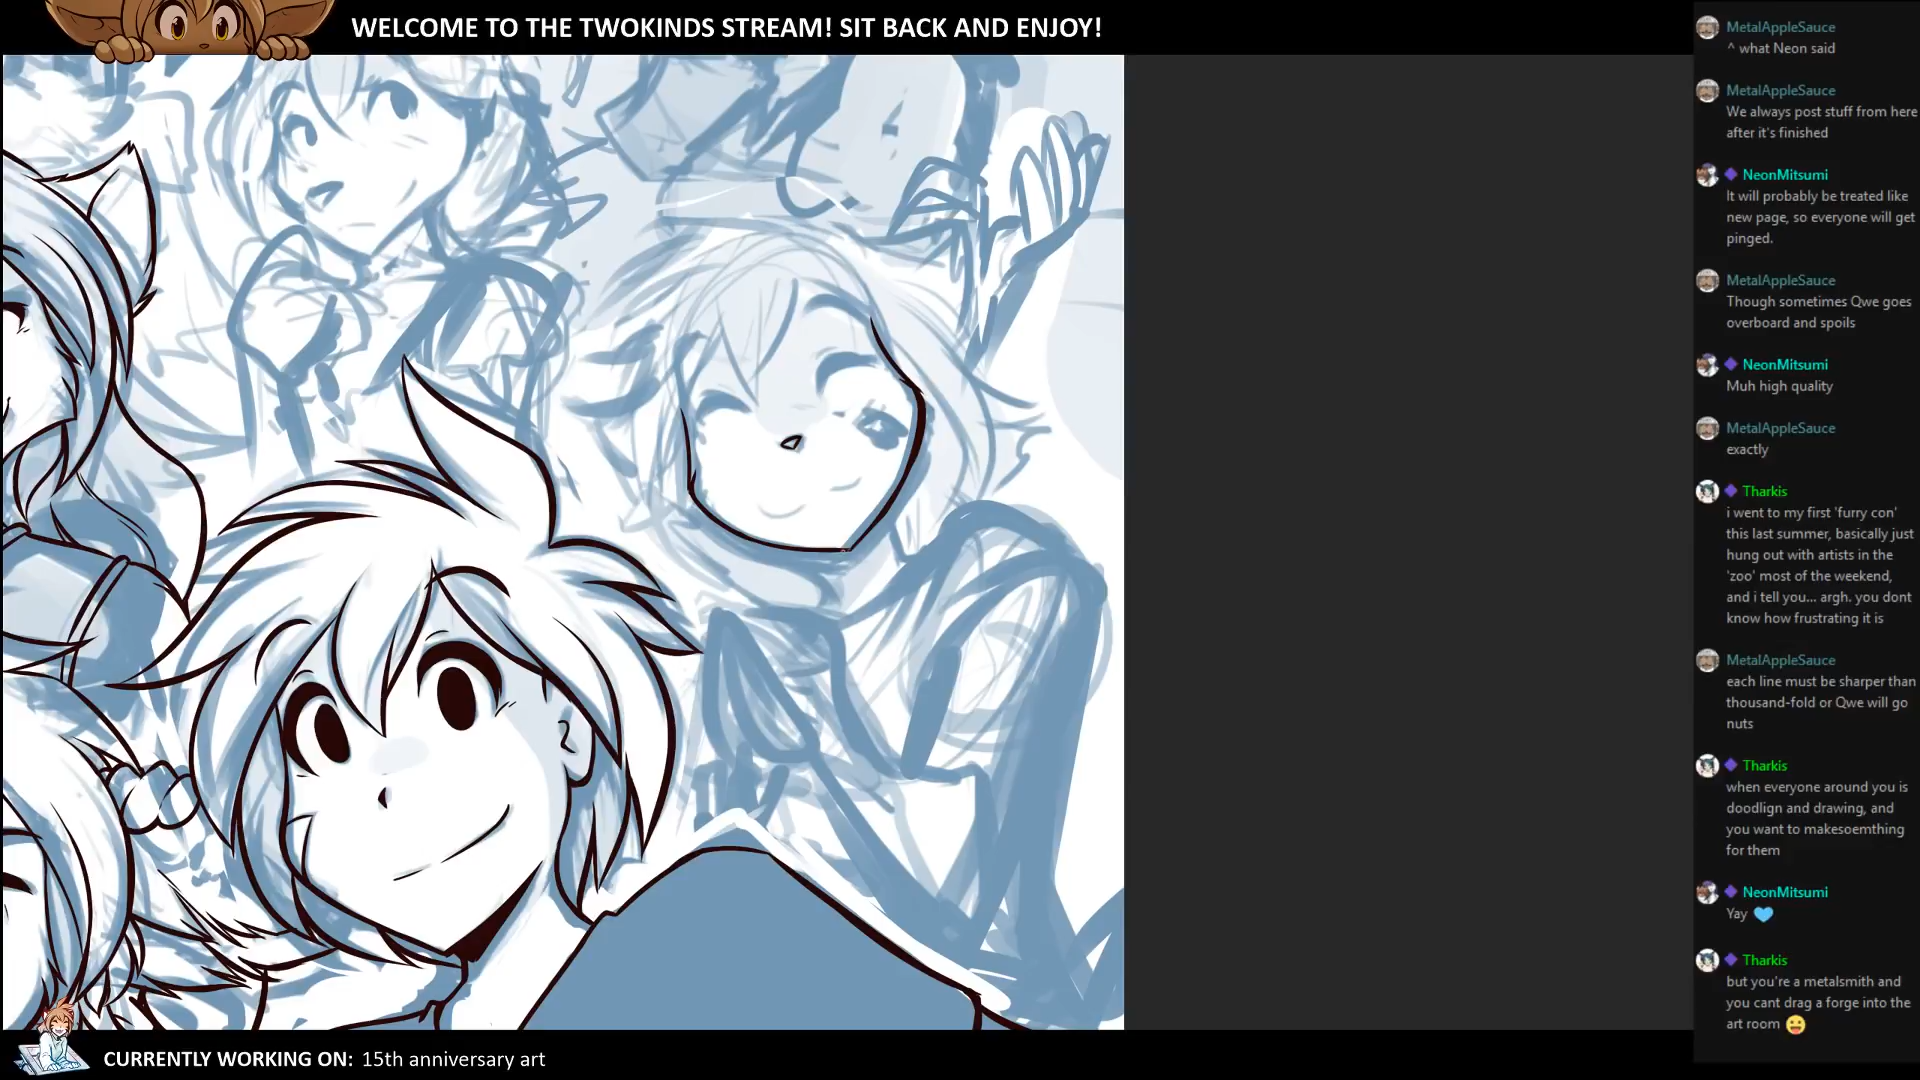 WELCOME TO THE TWOKINDS STREAM! SIT BACK AND ENJOY!
MetalAppleSauce
^ what Neon said
MetalAppleSauce
We always post stuff from here
after it's finished
NeonMitsumi
It will probably be treated like
new page, so everyone will get
pinged.
MetalAppleSauce
Though sometimes Qwe goes
overboard and spoils
NeonMitsumi
Muh high quality
MetalAppleSauce
exactly
Tharkis
i went to my first 'furry con'
this last summer, basically just
hung out with artists in the
'zoo' most of the weekend,
and i tell you... argh. you dont
know how frustrating it is
MetalAppleSauce
each line must be sharper than
thousand-fold or Qwe will go
nuts
Tharkis
when everyone around you is
doodlign and drawing, and
you want to makesoemthing
for them
NeonMitsumi
Yay
Tharkis
but you're a metalsmith and
you cant drag a forge into the
art room
CURRENTLY WORKING ON: 15th anniversary art